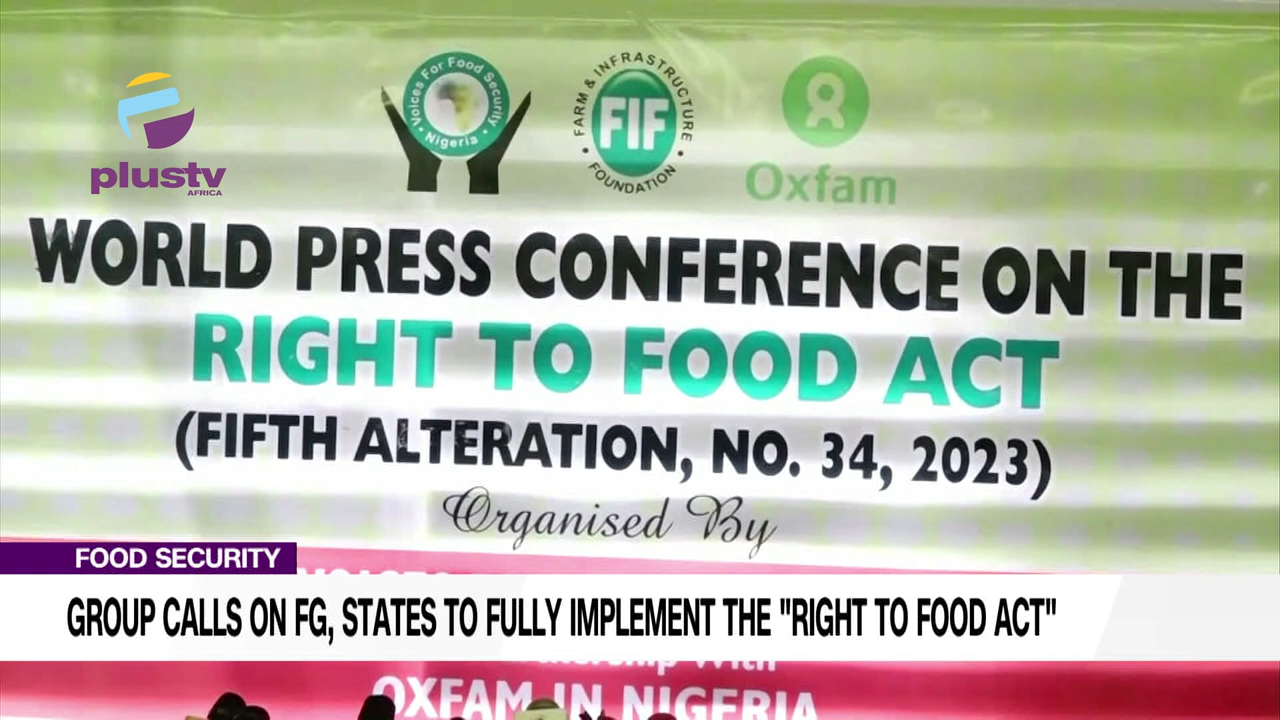 Voices For Food Security
Nigeria
FARM & INFRASTRUCTURE
FOUNDATION
FIF
Oxfam
plustv
AFRICA
WORLD PRESS CONFERENCE ON THE
RIGHT TO FOOD ACT
(FIFTH ALTERATION, NO. 34, 2023)
Organised By
FOOD SECURITY
GROUP CALLS ON FG, STATES TO FULLY IMPLEMENT THE "RIGHT TO FOOD ACT"
With
OXFAM IN NIGERIA